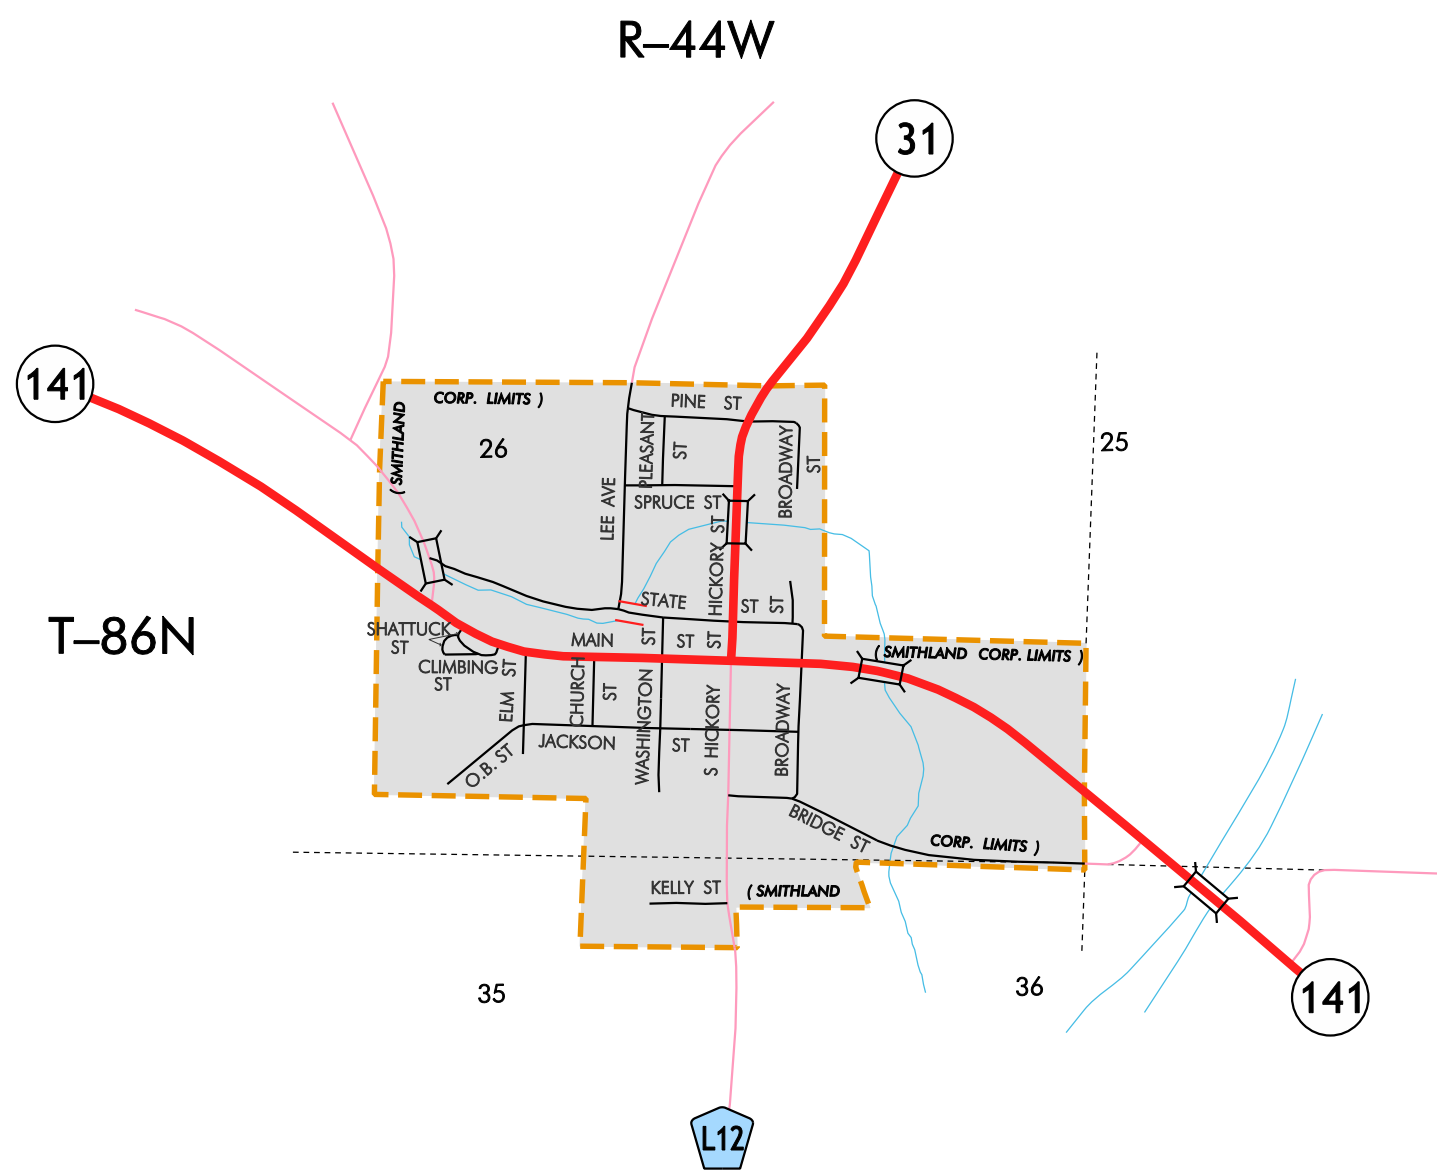 R–44W
31
141
CORP. LIMITS )
( SMITHLAND
26
PINE ST
PLEASANT
ST
BROADWAY
ST
25
LEE AVE
SPRUCE ST
HICKORY ST
STATE
ST
ST
T–86N
SHATTUCK
ST
MAIN
ST
ST
ST
CLIMBING
ST
( SMITHLAND CORP. LIMITS )
ELM ST
CHURCH
ST
WASHINGTON
S HICKORY
BROADWAY
JACKSON
ST
O.B. ST
BRIDGE ST
CORP. LIMITS )
KELLY ST
( SMITHLAND
35
36
141
L12